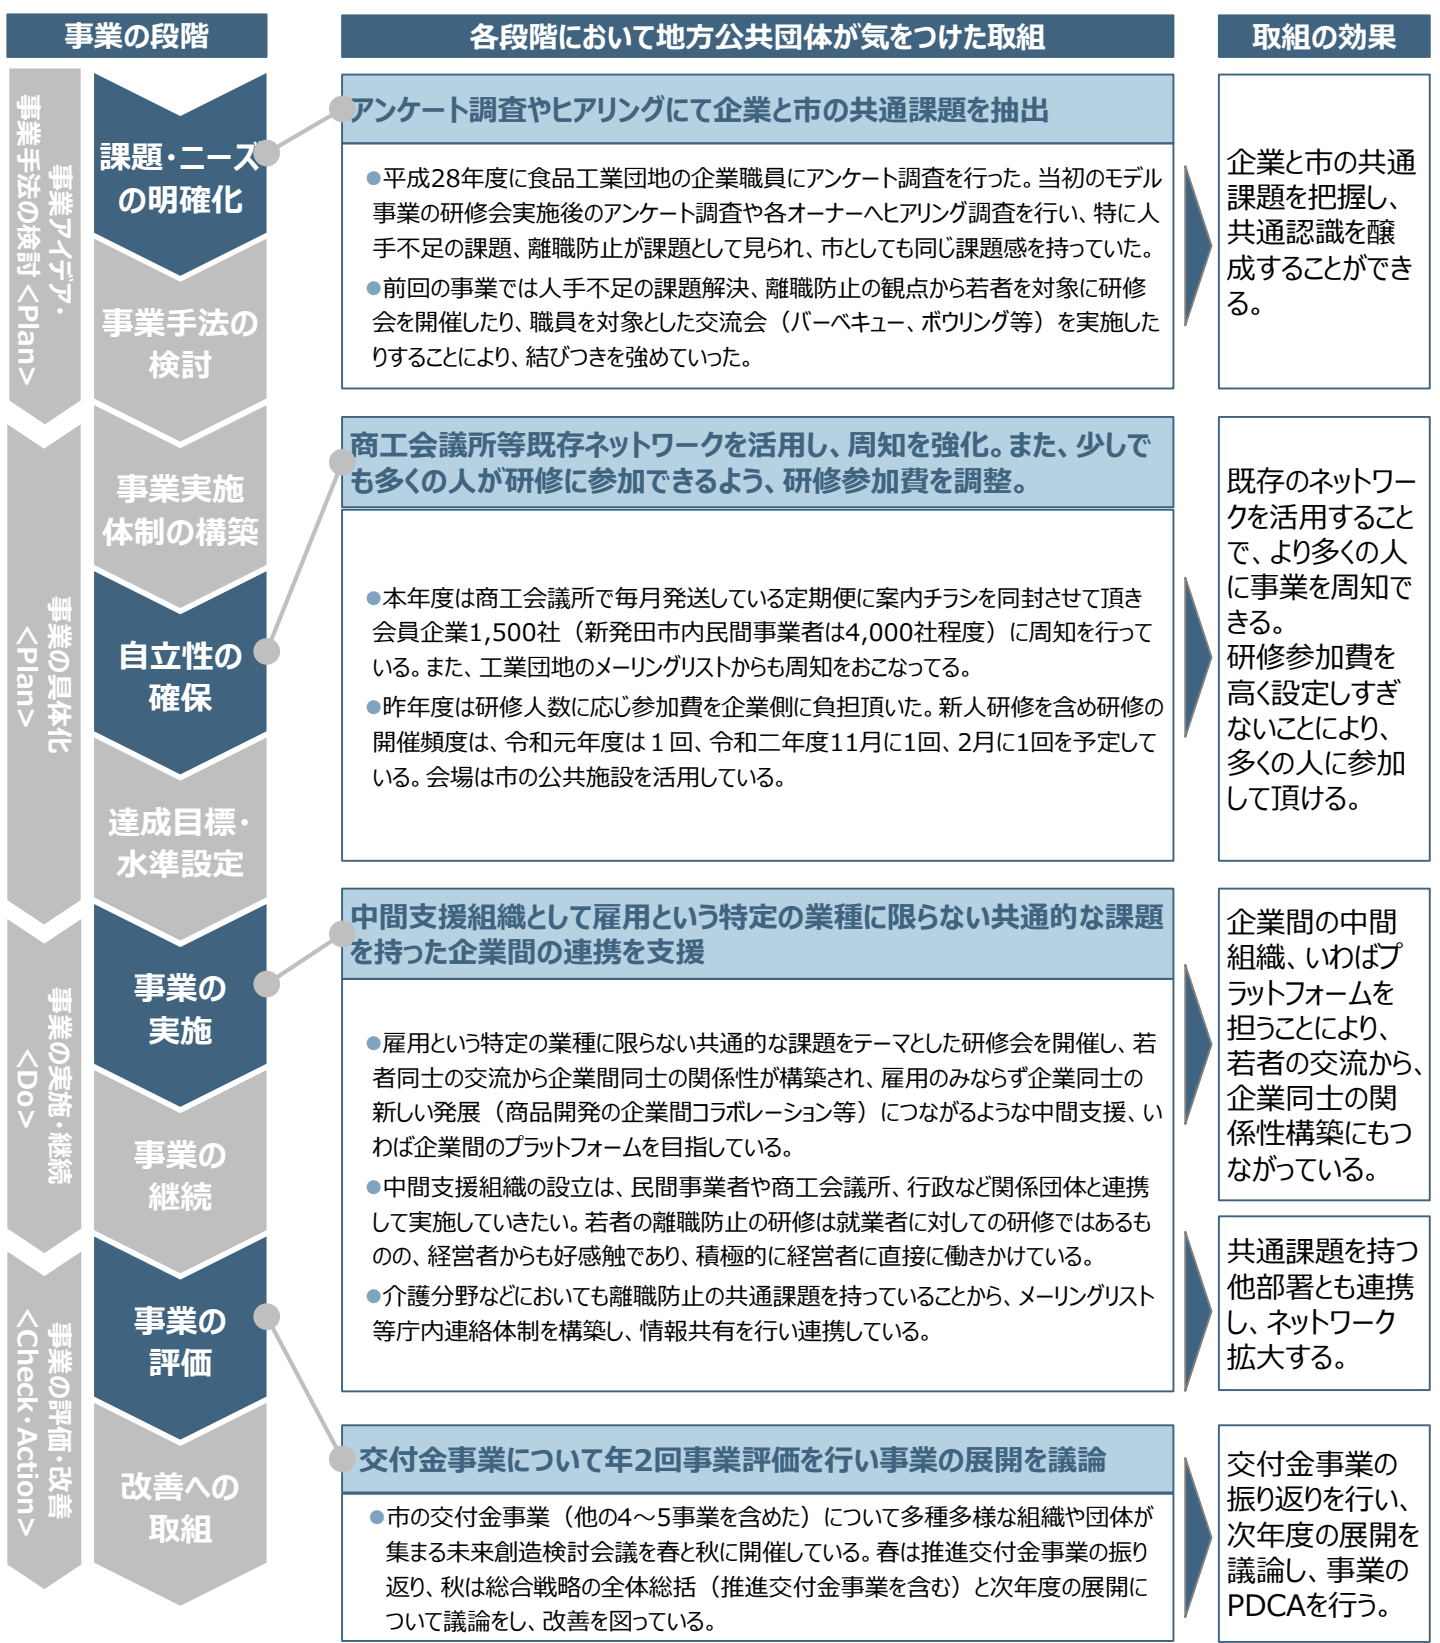 事業の段階
各段階において地方公共団体が気をつけた取組
取組の効果
事業アイデア・
事業手法の検討<Plan>
事業の具体化
<Plan>
事業の実施・継続
<Do>
事業の評価・改善
<Check・Action>
課題・ニーズ
の明確化
事業手法の
検討
事業実施
体制の構築
自立性の
確保
達成目標・
水準設定
事業の
実施
事業の
継続
事業の
評価
改善への
取組
アンケート調査やヒアリングにて企業と市の共通課題を抽出
●平成28年度に食品工業団地の企業職員にアンケート調査を行った。当初のモデル
事業の研修会実施後のアンケート調査や各オーナーへヒアリング調査を行い、特に人
手不足の課題、離職防止が課題として見られ、市としても同じ課題感を持っていた。
●前回の事業では人手不足の課題解決、離職防止の観点から若者を対象に研修
会を開催したり、職員を対象とした交流会（バーベキュー、ボウリング等）を実施した
りすることにより、結びつきを強めていった。
企業と市の共通
課題を把握し、
共通認識を醸
成することができ
る。
商工会議所等既存ネットワークを活用し、周知を強化。また、少しで
も多くの人が研修に参加できるよう、研修参加費を調整。
●本年度は商工会議所で毎月発送している定期便に案内チラシを同封させて頂き
会員企業1,500社（新発田市内民間事業者は4,000社程度）に周知を行って
いる。また、工業団地のメーリングリストからも周知をおこなってる。
●昨年度は研修人数に応じ参加費を企業側に負担頂いた。新人研修を含め研修の
開催頻度は、令和元年度は１回、令和二年度11月に1回、2月に1回を予定して
いる。会場は市の公共施設を活用している。
既存のネットワー
クを活用すること
で、より多くの人
に事業を周知で
きる。
研修参加費を
高く設定しすぎ
ないことにより、
多くの人に参加
して頂ける。
中間支援組織として雇用という特定の業種に限らない共通的な課題
を持った企業間の連携を支援
●雇用という特定の業種に限らない共通的な課題をテーマとした研修会を開催し、若
者同士の交流から企業間同士の関係性が構築され、雇用のみならず企業同士の
新しい発展（商品開発の企業間コラボレーション等）につながるような中間支援、い
わば企業間のプラットフォームを目指している。
●中間支援組織の設立は、民間事業者や商工会議所、行政など関係団体と連携
して実施していきたい。若者の離職防止の研修は就業者に対しての研修ではあるも
のの、経営者からも好感触であり、積極的に経営者に直接に働きかけている。
●介護分野などにおいても離職防止の共通課題を持っていることから、メーリングリスト
等庁内連絡体制を構築し、情報共有を行い連携している。
企業間の中間
組織、いわばプ
ラットフォームを
担うことにより、
若者の交流から、
企業同士の関
係性構築にもつ
ながっている。
共通課題を持つ
他部署とも連携
し、ネットワーク
拡大する。
交付金事業について年2回事業評価を行い事業の展開を議論
●市の交付金事業（他の4～5事業を含めた）について多種多様な組織や団体が
集まる未来創造検討会議を春と秋に開催している。春は推進交付金事業の振り
返り、秋は総合戦略の全体総括（推進交付金事業を含む）と次年度の展開に
ついて議論をし、改善を図っている。
交付金事業の
振り返りを行い、
次年度の展開を
議論し、事業の
PDCAを行う。